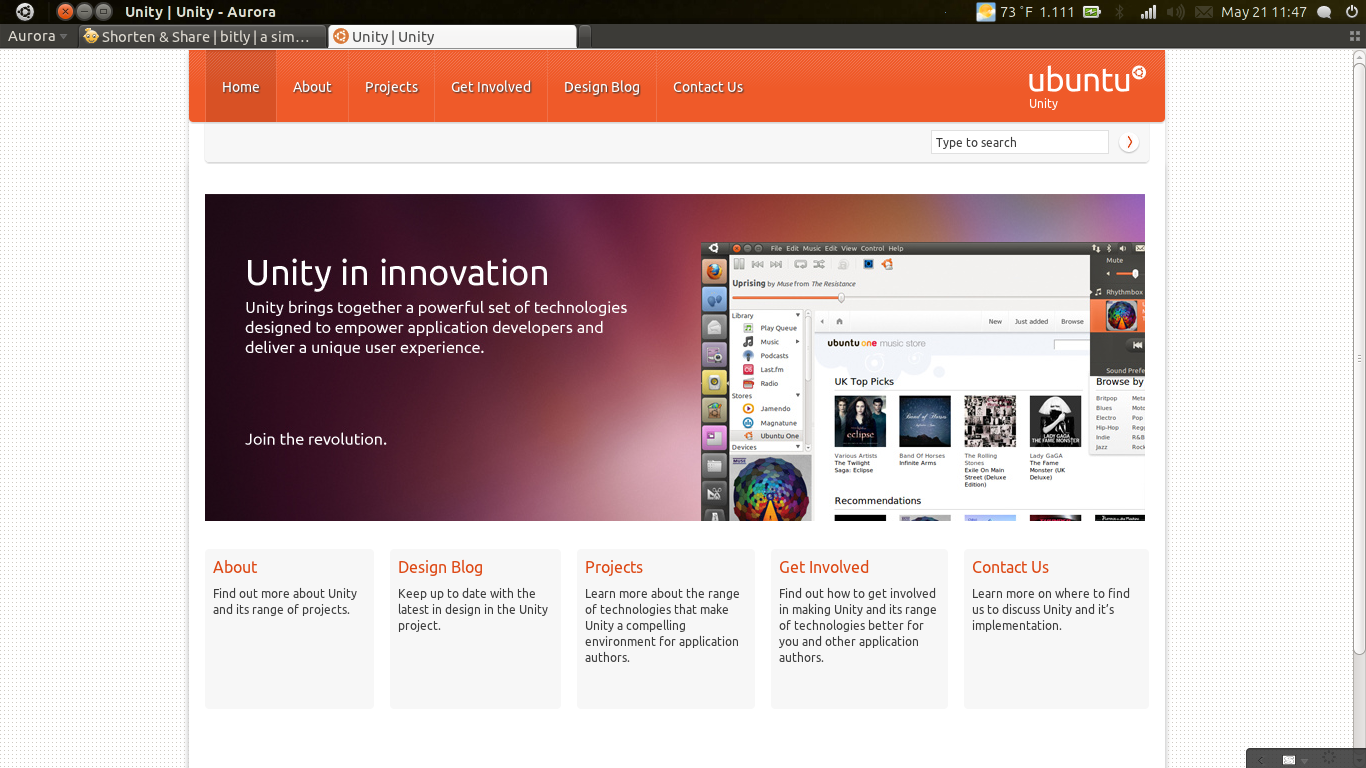 Unity | Unity - Aurora
73 °F 1.111
May 21 11:47
Aurora
Shorten & Share | bitly | a sim…
Unity | Unity
Home
About
Projects
Get Involved
Design Blog
Contact Us
ubuntu
Unity
Type to search
Unity in innovation
Unity brings together a powerful set of technologies
designed to empower application developers and
deliver a unique user experience.
Join the revolution.
File Edit Music Edit View Control Help
Mute
Uprising by Muse from The Resistance
Rhythmbox
Library
Play Queue
Music
Podcasts
Last.fm
Radio
Stores
Jamendo
Magnatune
Ubuntu One
Devices
New
Just added
Browse
ubuntu one music store
Sound Prefe
UK Top Picks
eclipse
Band of Horses
LADY GAGA
THE FAME MONSTER
Various Artists
The Twilight
Saga: Eclipse
Band Of Horses
Infinite Arms
The Rolling
Stones
Exile On Main
Street (Deluxe
Edition)
Lady GaGA
The Fame
Monster (UK
Deluxe)
Browse by
Britpop
Meta
Blues
Moto
Electro
Pop
Hip-Hop
Regg
Indie
R&B
Jazz
Rock
Recommendations
About
Find out more about Unity
and its range of projects.
Design Blog
Keep up to date with the
latest in design in the Unity
project.
Projects
Learn more about the range
of technologies that make
Unity a compelling
environment for application
authors.
Get Involved
Find out how to get involved
in making Unity and its range
of technologies better for
you and other application
authors.
Contact Us
Learn more on where to find
us to discuss Unity and it's
implementation.